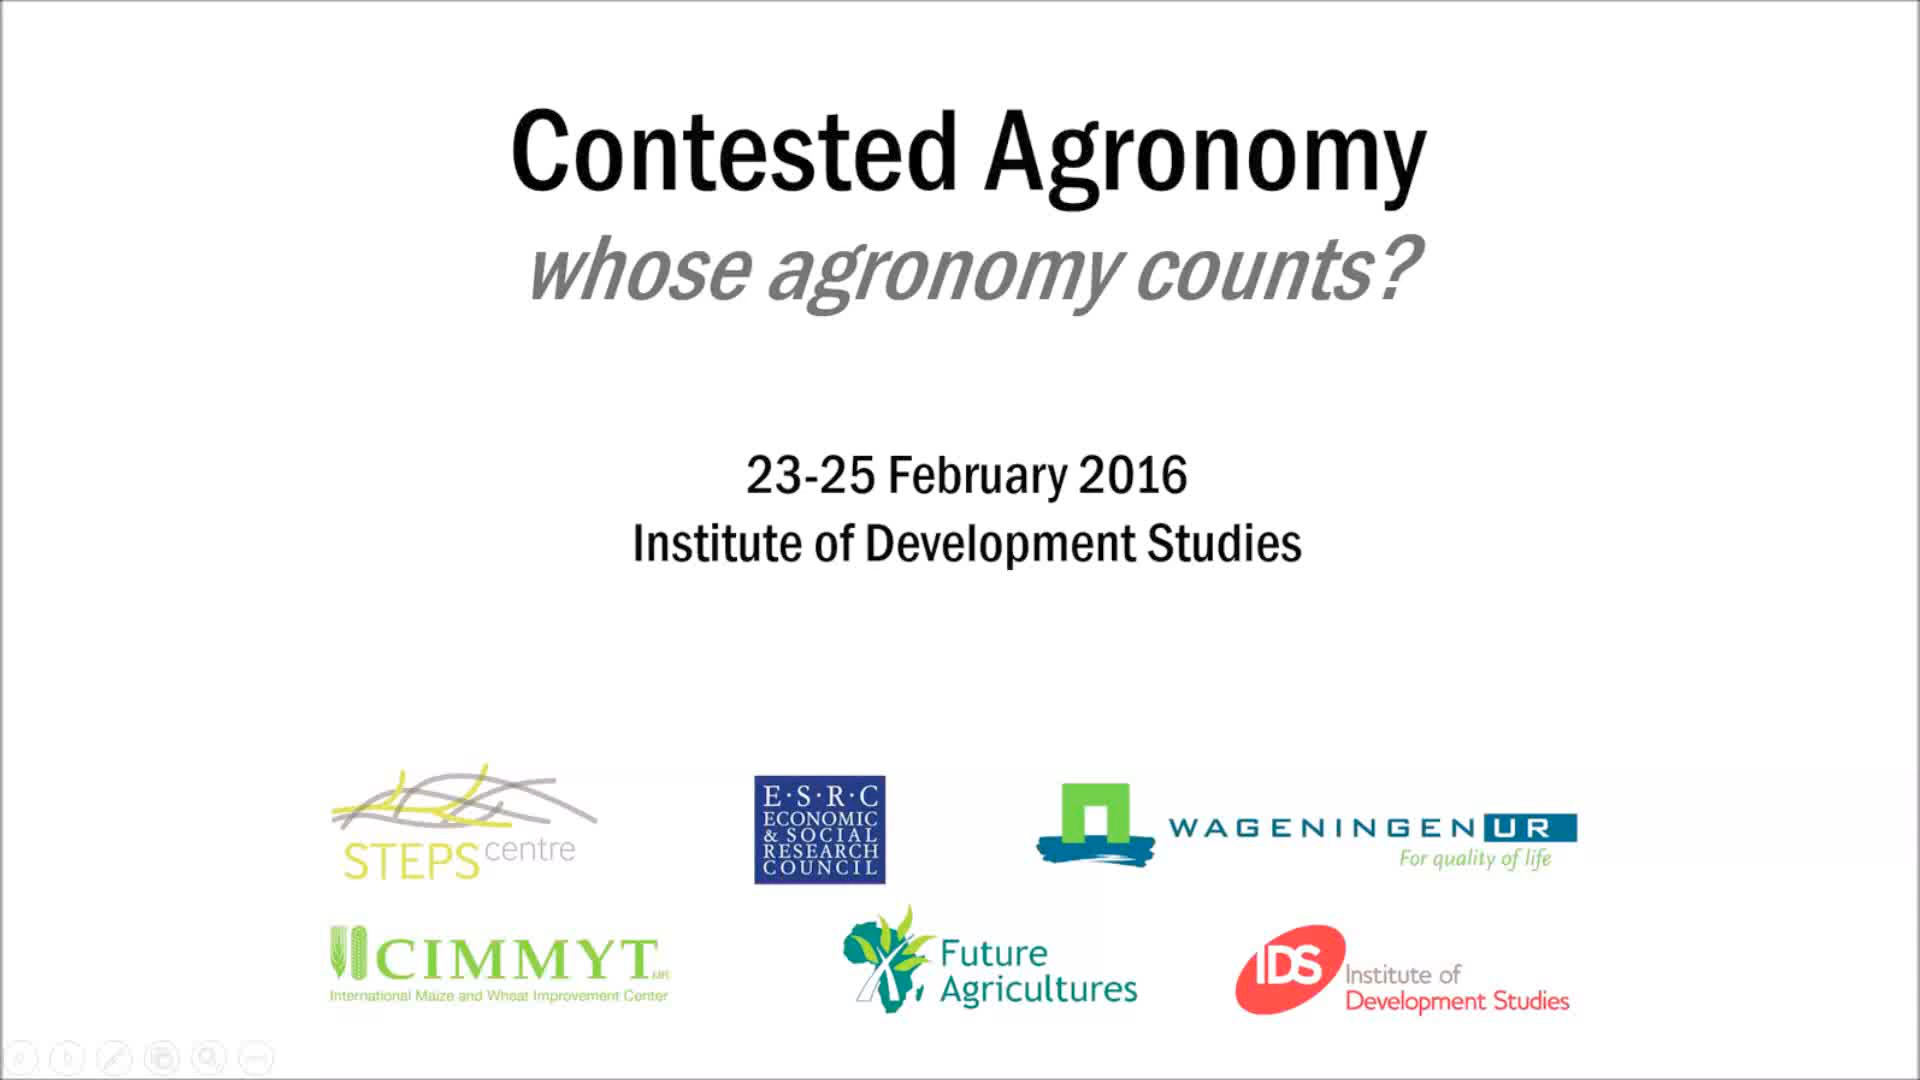 Contested Agronomy
whose agronomy counts?
23-25 February 2016
Institute of Development Studies
STEPS centre
E·S·R·C
ECONOMIC
& SOCIAL
RESEARCH
COUNCIL
WAGENINGEN UR
For quality of life
CIMMYT
International Maize and Wheat Improvement Center
Future
Agricultures
IDS
Institute of
Development Studies